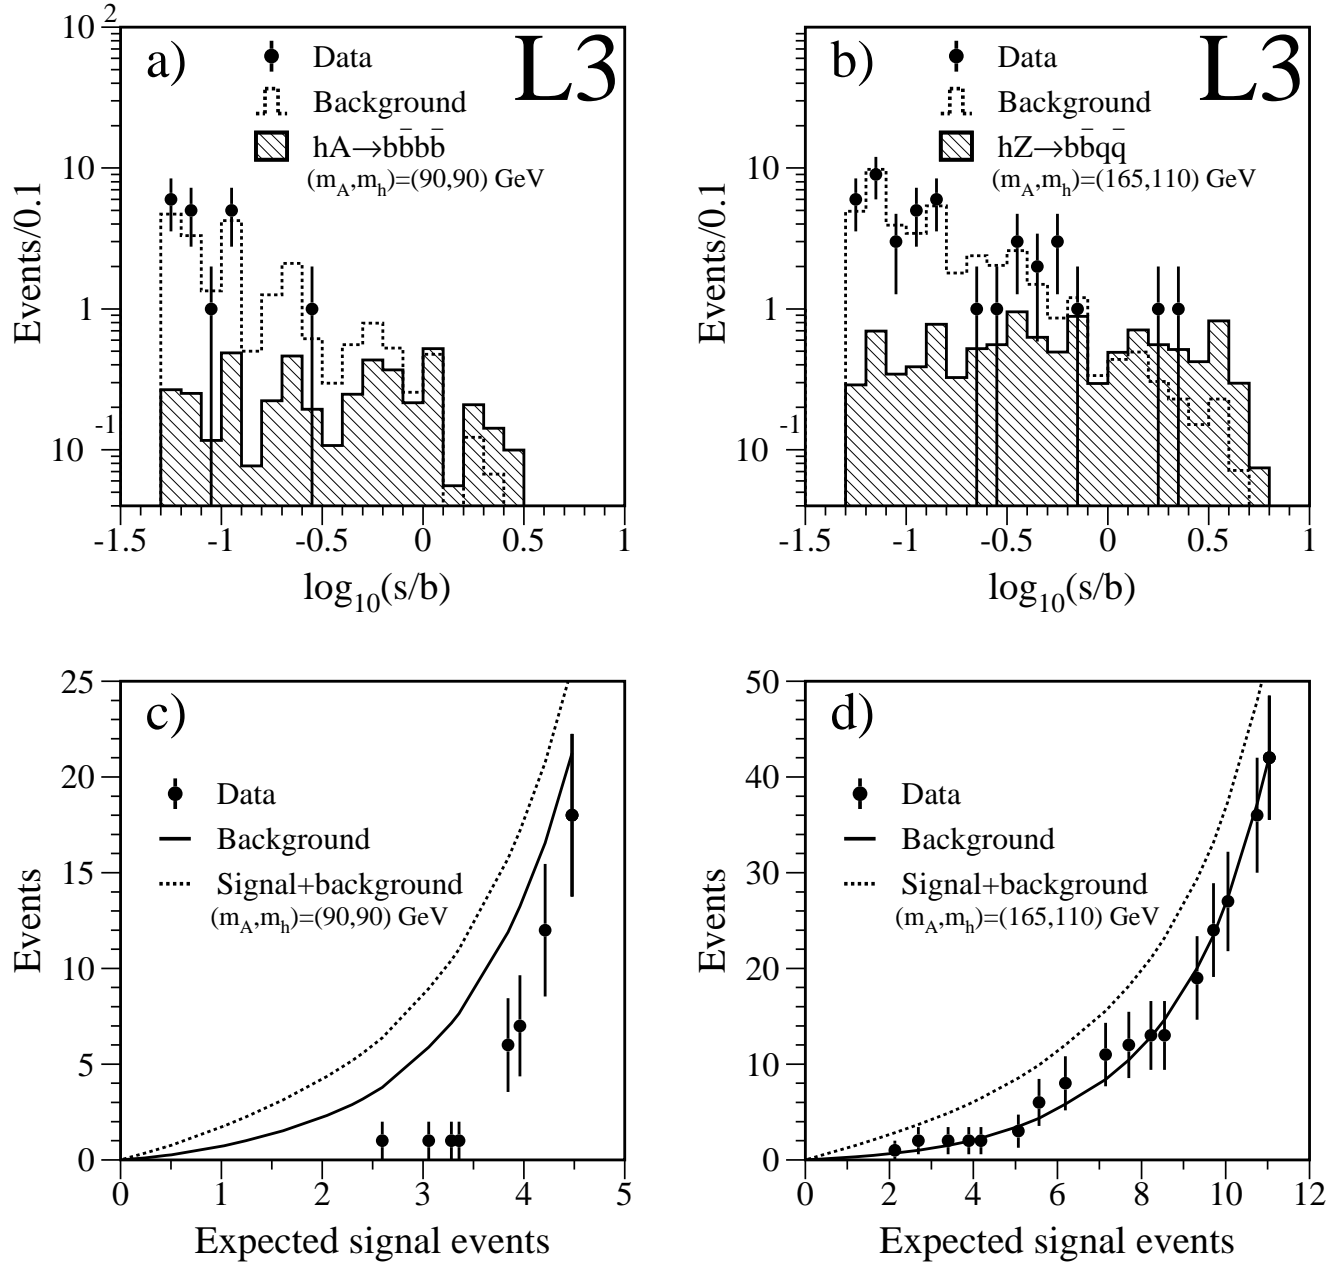 a)
L3
Data
Background
hA→bb̄bb̄
(m_A,m_h)=(90,90) GeV
10²
10
1
10⁻¹
Events/0.1
-1.5 -1 -0.5 0 0.5 1
log₁₀(s/b)
b)
L3
Data
Background
hZ→bb̄qq̄
(m_A,m_h)=(165,110) GeV
10
1
10⁻¹
Events/0.1
-1.5 -1 -0.5 0 0.5 1
log₁₀(s/b)
c)
Data
Background
Signal+background
(m_A,m_h)=(90,90) GeV
25
20
15
10
5
0
Events
0 1 2 3 4 5
Expected signal events
d)
Data
Background
Signal+background
(m_A,m_h)=(165,110) GeV
50
40
30
20
10
0
Events
0 2 4 6 8 10 12
Expected signal events